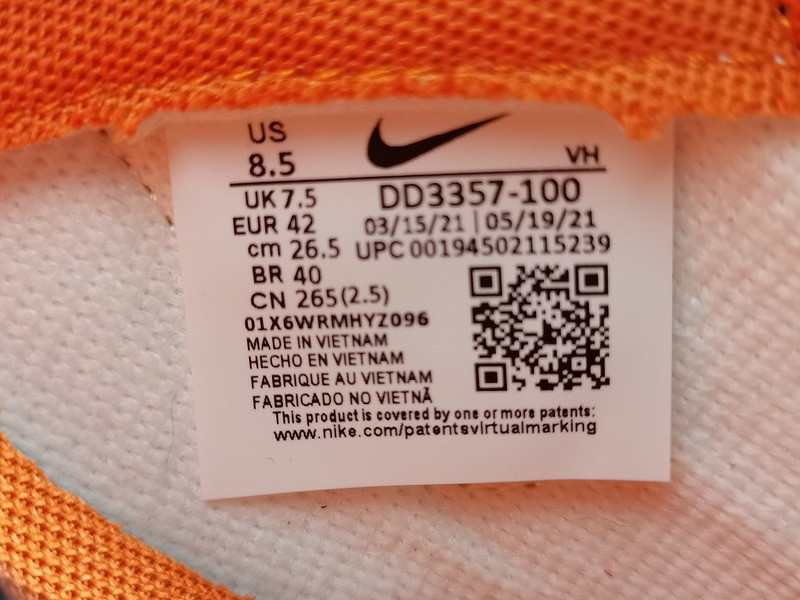 US
8.5
VH
UK 7.5
DD3357-100
EUR 42
03/15/21 | 05/19/21
cm 26.5
UPC 00194502115239
BR 40
CN 265(2.5)
01X6WRMHYZ096
MADE IN VIETNAM
HECHO EN VIETNAM
FABRIQUE AU VIETNAM
FABRICADO NO VIETNÃ
This product is covered by one or more patents:
www.nike.com/patentsvirtualmarking